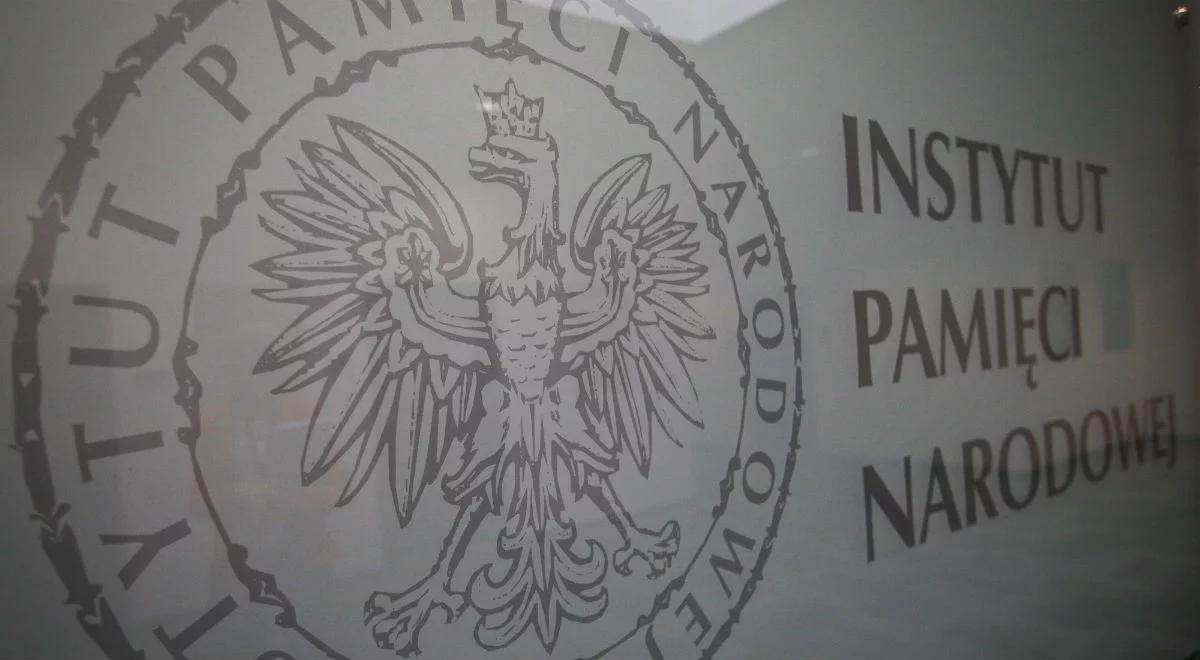 INSTYTUT PAMIĘCI NARODOWEJ
INSTYTUT
PAMIĘCI
NARODOWEJ